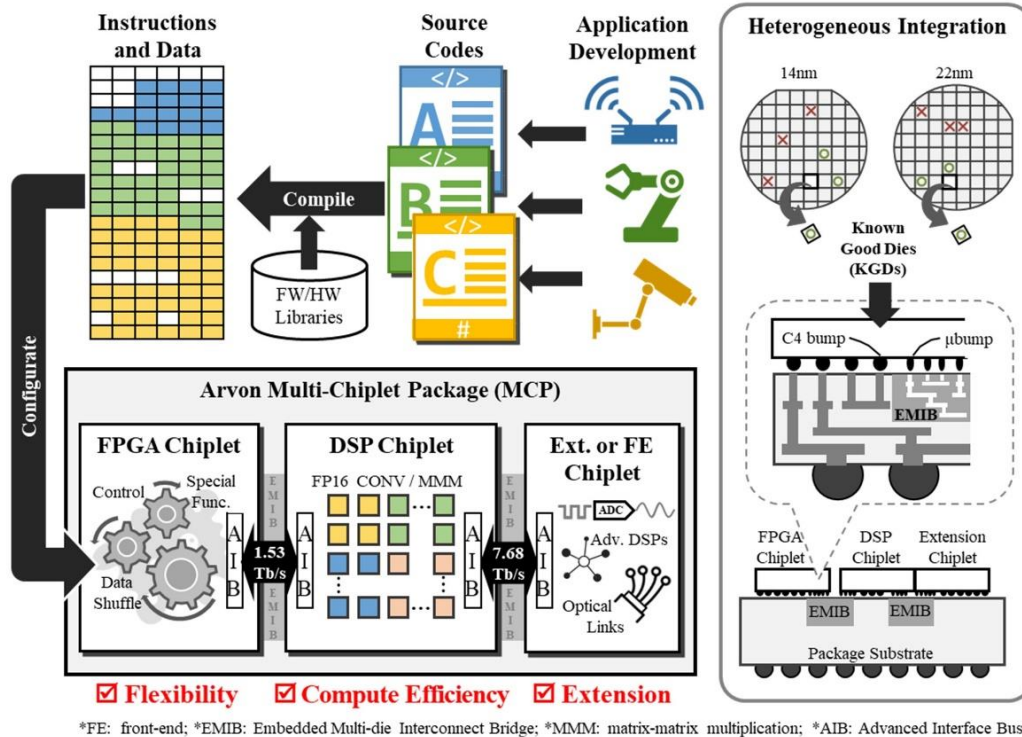 Instructions
and Data
Source
Codes
Application
Development
</>
A
</>
B
</>
C
#
Compile
FW/HW
Libraries
Configurate
Arvon Multi-Chiplet Package (MCP)
FPGA Chiplet
Control
Special
Func.
Data
Shuffle
AIB
EMIB
1.53
Tb/s
EMIB
DSP Chiplet
AIB
FP16 CONV / MMM
AIB
EMIB
7.68
Tb/s
EMIB
Ext. or FE
Chiplet
AIB
ADC
Adv. DSPs
Optical
Links
Flexibility
Compute Efficiency
Extension
Heterogeneous Integration
14nm
22nm
Known
Good Dies
(KGDs)
C4 bump
μbump
EMIB
FPGA
Chiplet
DSP
Chiplet
Extension
Chiplet
EMIB
EMIB
Package Substrate
*FE: front-end; *EMIB: Embedded Multi-die Interconnect Bridge; *MMM: matrix-matrix multiplication; *AIB: Advanced Interface Bus